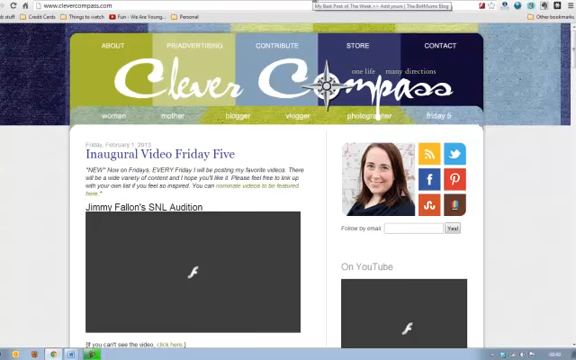 www.clevercompass.com
My Best Post of The Week >> Add yours | The BritMums Blog
Credit Cards
Things to watch
Fun - We Are Young...
Personal
Other bookmarks
ABOUT
PR/ADVERTISING
CONTRIBUTE
STORE
CONTACT
Clever Compass
one life many directions
woman
mother
blogger
vlogger
photographer
friday 5
Friday, February 1, 2013
Inaugural Video Friday Five
*NEW* Now on Fridays, EVERY Friday I will be posting my favorite videos. There
will be a wide variety of content and I hope you'll like it. Please feel free to link up
with your own list if you feel so inspired. You can nominate videos to be featured
here.*
Jimmy Fallon's SNL Audition
[If you can't see the video, click here.]
Follow by email
Yes!
On YouTube